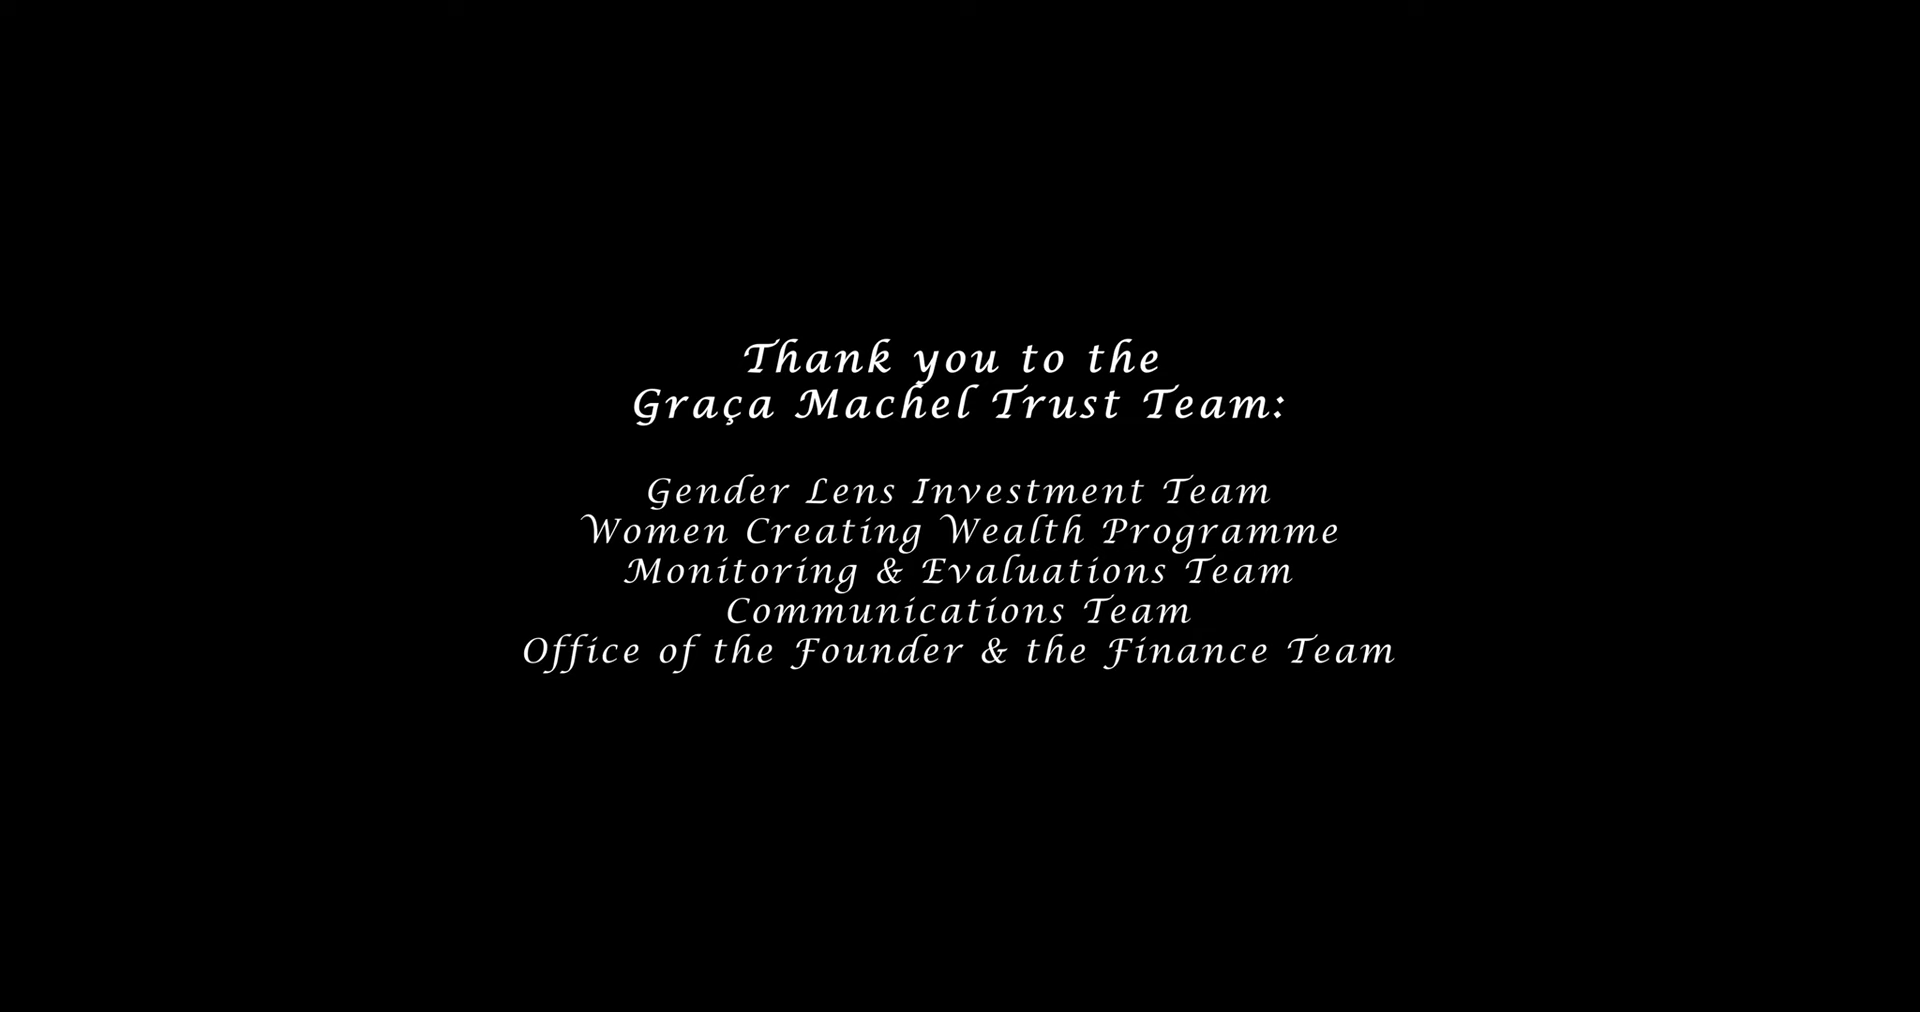 Thank you to the
Graça Machel Trust Team:
Gender Lens Investment Team
Women Creating Wealth Programme
Monitoring & Evaluations Team
Communications Team
Office of the Founder & the Finance Team